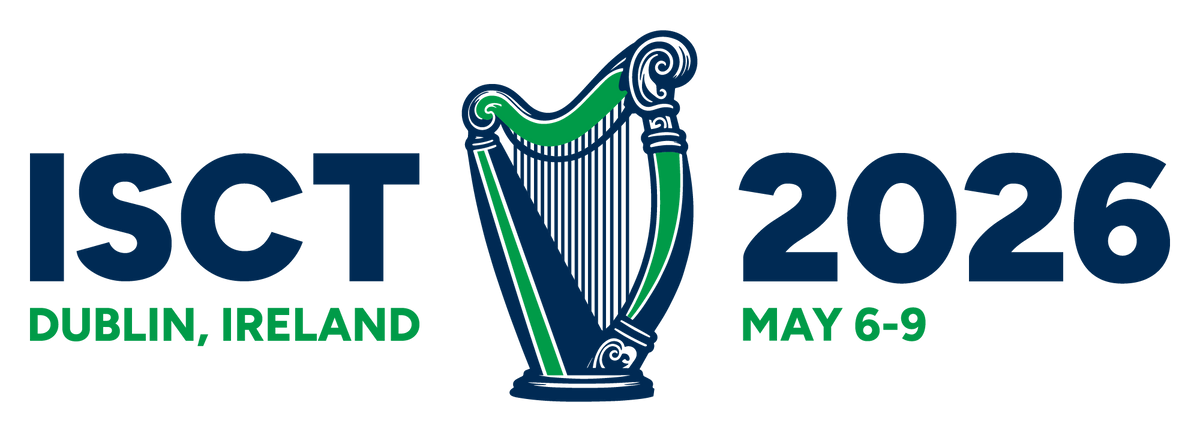 ISCT 2026
DUBLIN, IRELAND MAY 6-9